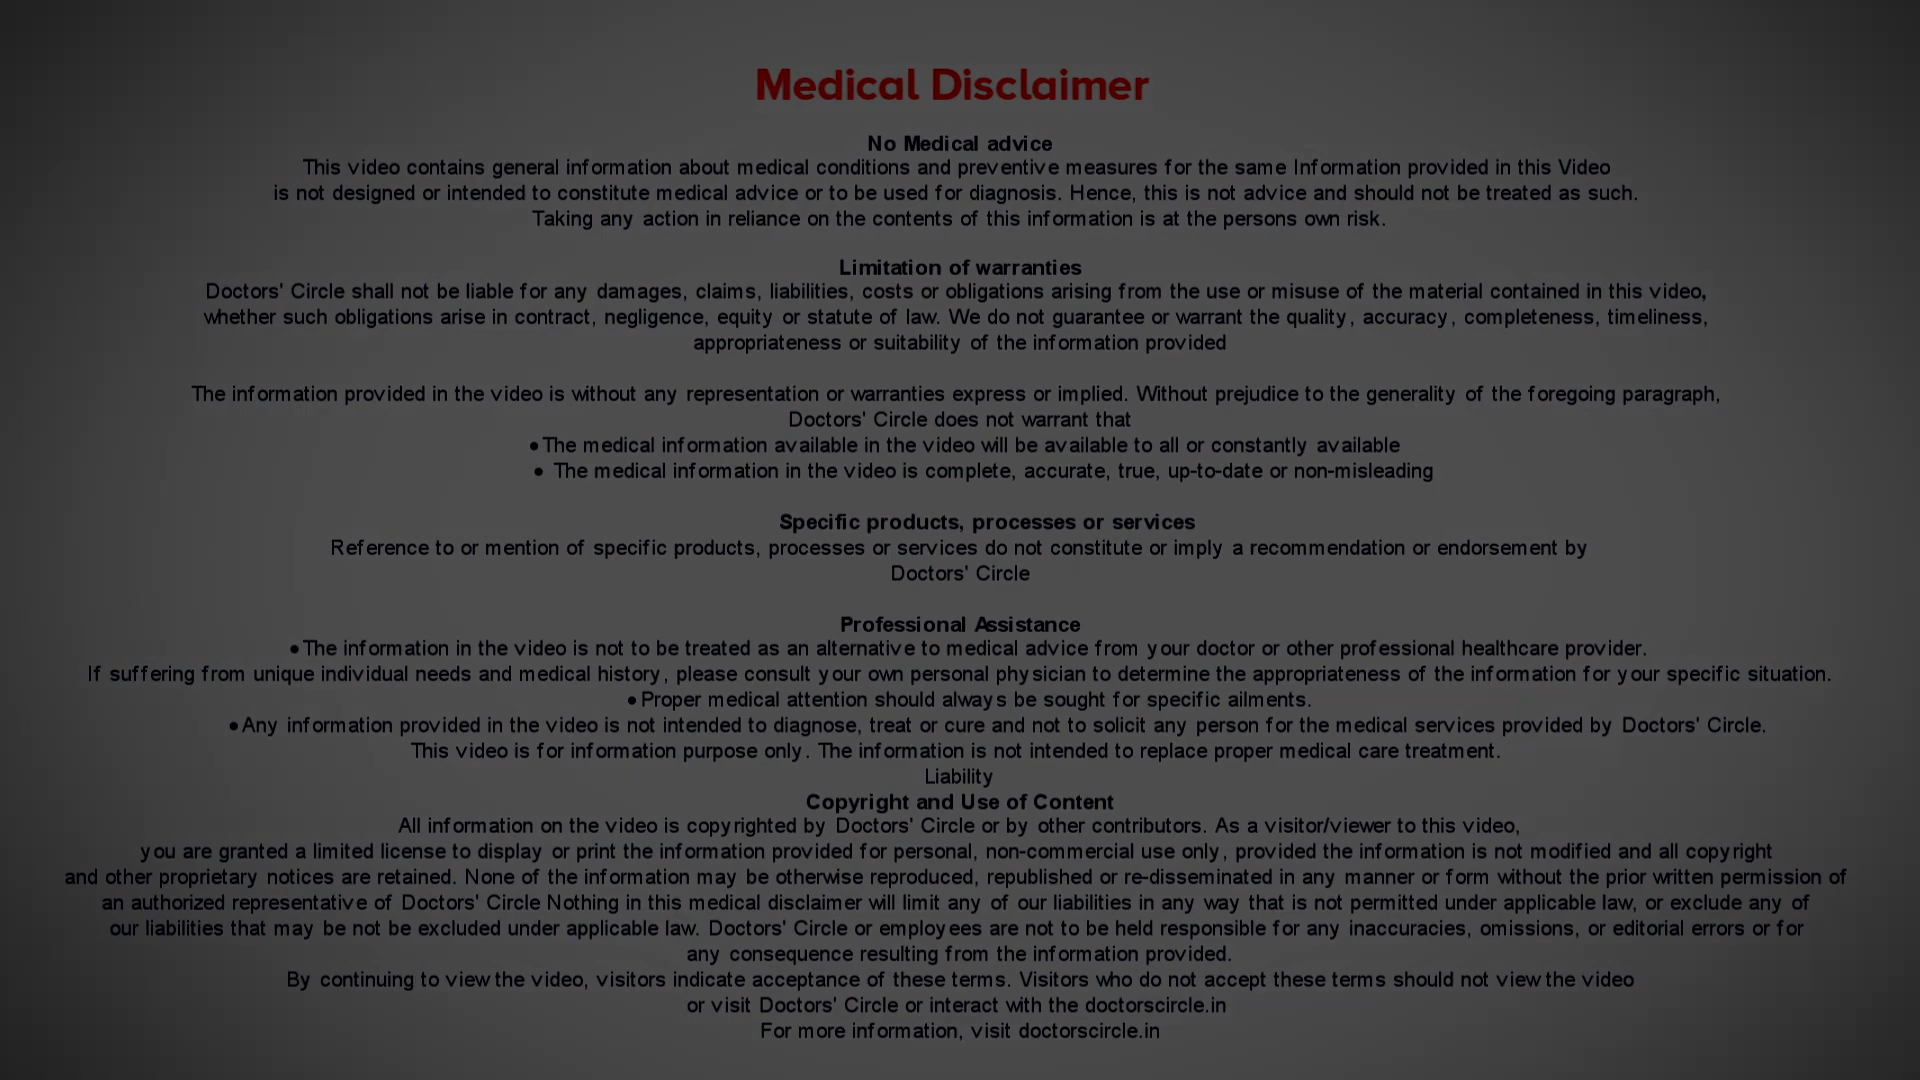 Medical Disclaimer
No Medical advice
This video contains general information about medical conditions and preventive measures for the same Information provided in this Video
is not designed or intended to constitute medical advice or to be used for diagnosis. Hence, this is not advice and should not be treated as such.
Taking any action in reliance on the contents of this information is at the persons own risk.
Limitation of warranties
Doctors' Circle shall not be liable for any damages, claims, liabilities, costs or obligations arising from the use or misuse of the material contained in this video,
whether such obligations arise in contract, negligence, equity or statute of law. We do not guarantee or warrant the quality, accuracy, completeness, timeliness,
appropriateness or suitability of the information provided
The information provided in the video is without any representation or warranties express or implied. Without prejudice to the generality of the foregoing paragraph,
Doctors' Circle does not warrant that
•The medical information available in the video will be available to all or constantly available
• The medical information in the video is complete, accurate, true, up-to-date or non-misleading
Specific products, processes or services
Reference to or mention of specific products, processes or services do not constitute or imply a recommendation or endorsement by
Doctors' Circle
Professional Assistance
•The information in the video is not to be treated as an alternative to medical advice from your doctor or other professional healthcare provider.
If suffering from unique individual needs and medical history, please consult your own personal physician to determine the appropriateness of the information for your specific situation.
•Proper medical attention should always be sought for specific ailments.
•Any information provided in the video is not intended to diagnose, treat or cure and not to solicit any person for the medical services provided by Doctors' Circle.
This video is for information purpose only. The information is not intended to replace proper medical care treatment.
Liability
Copyright and Use of Content
All information on the video is copyrighted by Doctors' Circle or by other contributors. As a visitor/viewer to this video,
you are granted a limited license to display or print the information provided for personal, non-commercial use only, provided the information is not modified and all copyright
and other proprietary notices are retained. None of the information may be otherwise reproduced, republished or re-disseminated in any manner or form without the prior written permission of
an authorized representative of Doctors' Circle Nothing in this medical disclaimer will limit any of our liabilities in any way that is not permitted under applicable law, or exclude any of
our liabilities that may be not be excluded under applicable law. Doctors' Circle or employees are not to be held responsible for any inaccuracies, omissions, or editorial errors or for
any consequence resulting from the information provided.
By continuing to view the video, visitors indicate acceptance of these terms. Visitors who do not accept these terms should not view the video
or visit Doctors' Circle or interact with the doctorscircle.in
For more information, visit doctorscircle.in